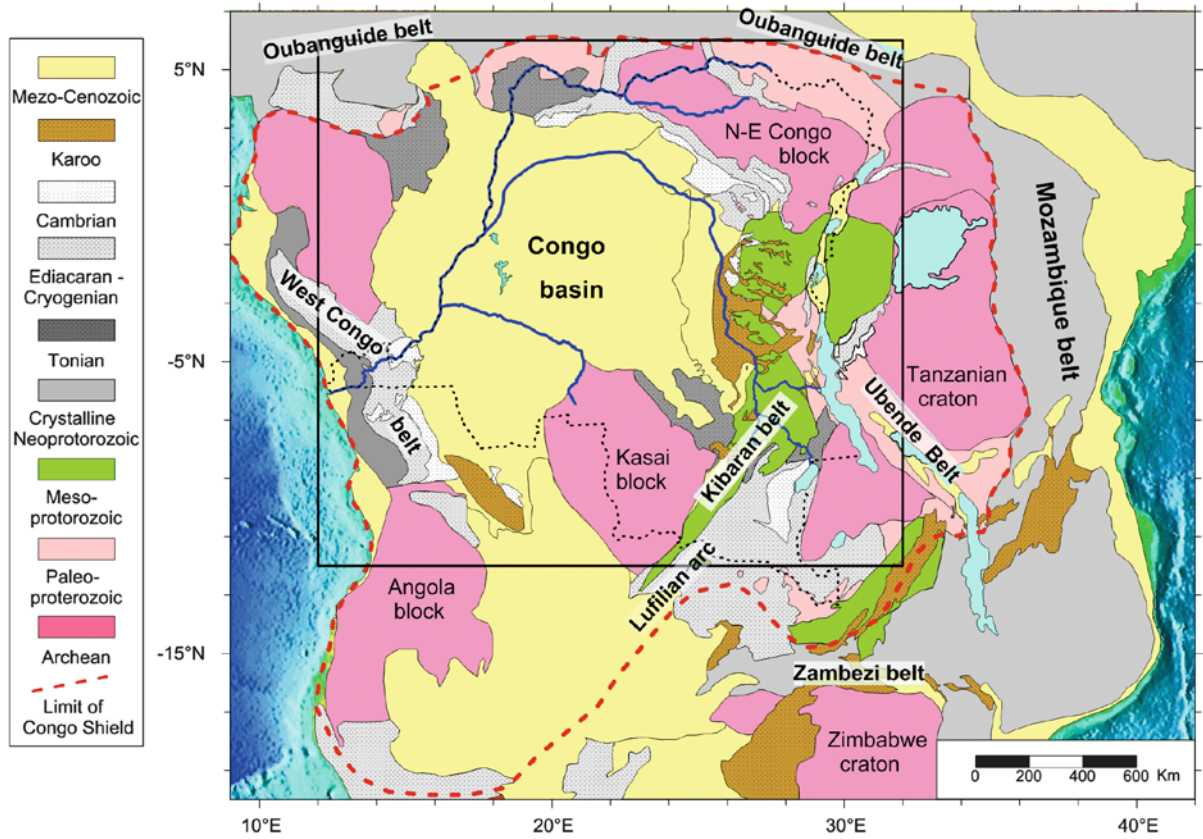 Mezo-Cenozoic
Karoo
Cambrian
Ediacaran -
Cryogenian
Tonian
Crystalline
Neoprotorozoic
Meso-
protorozoic
Paleo-
proterozoic
Archean
Limit of
Congo Shield
Oubanguide belt
Oubanguide belt
5°N
-5°N
-15°N
N-E Congo
block
Mozambique belt
Congo
basin
West Congo
belt
Tanzanian
craton
Ubende Belt
Kibaran belt
Kasai
block
Lufilian arc
Angola
block
Zambezi belt
Zimbabwe
craton
0 200 400 600 Km
10°E 20°E 30°E 40°E